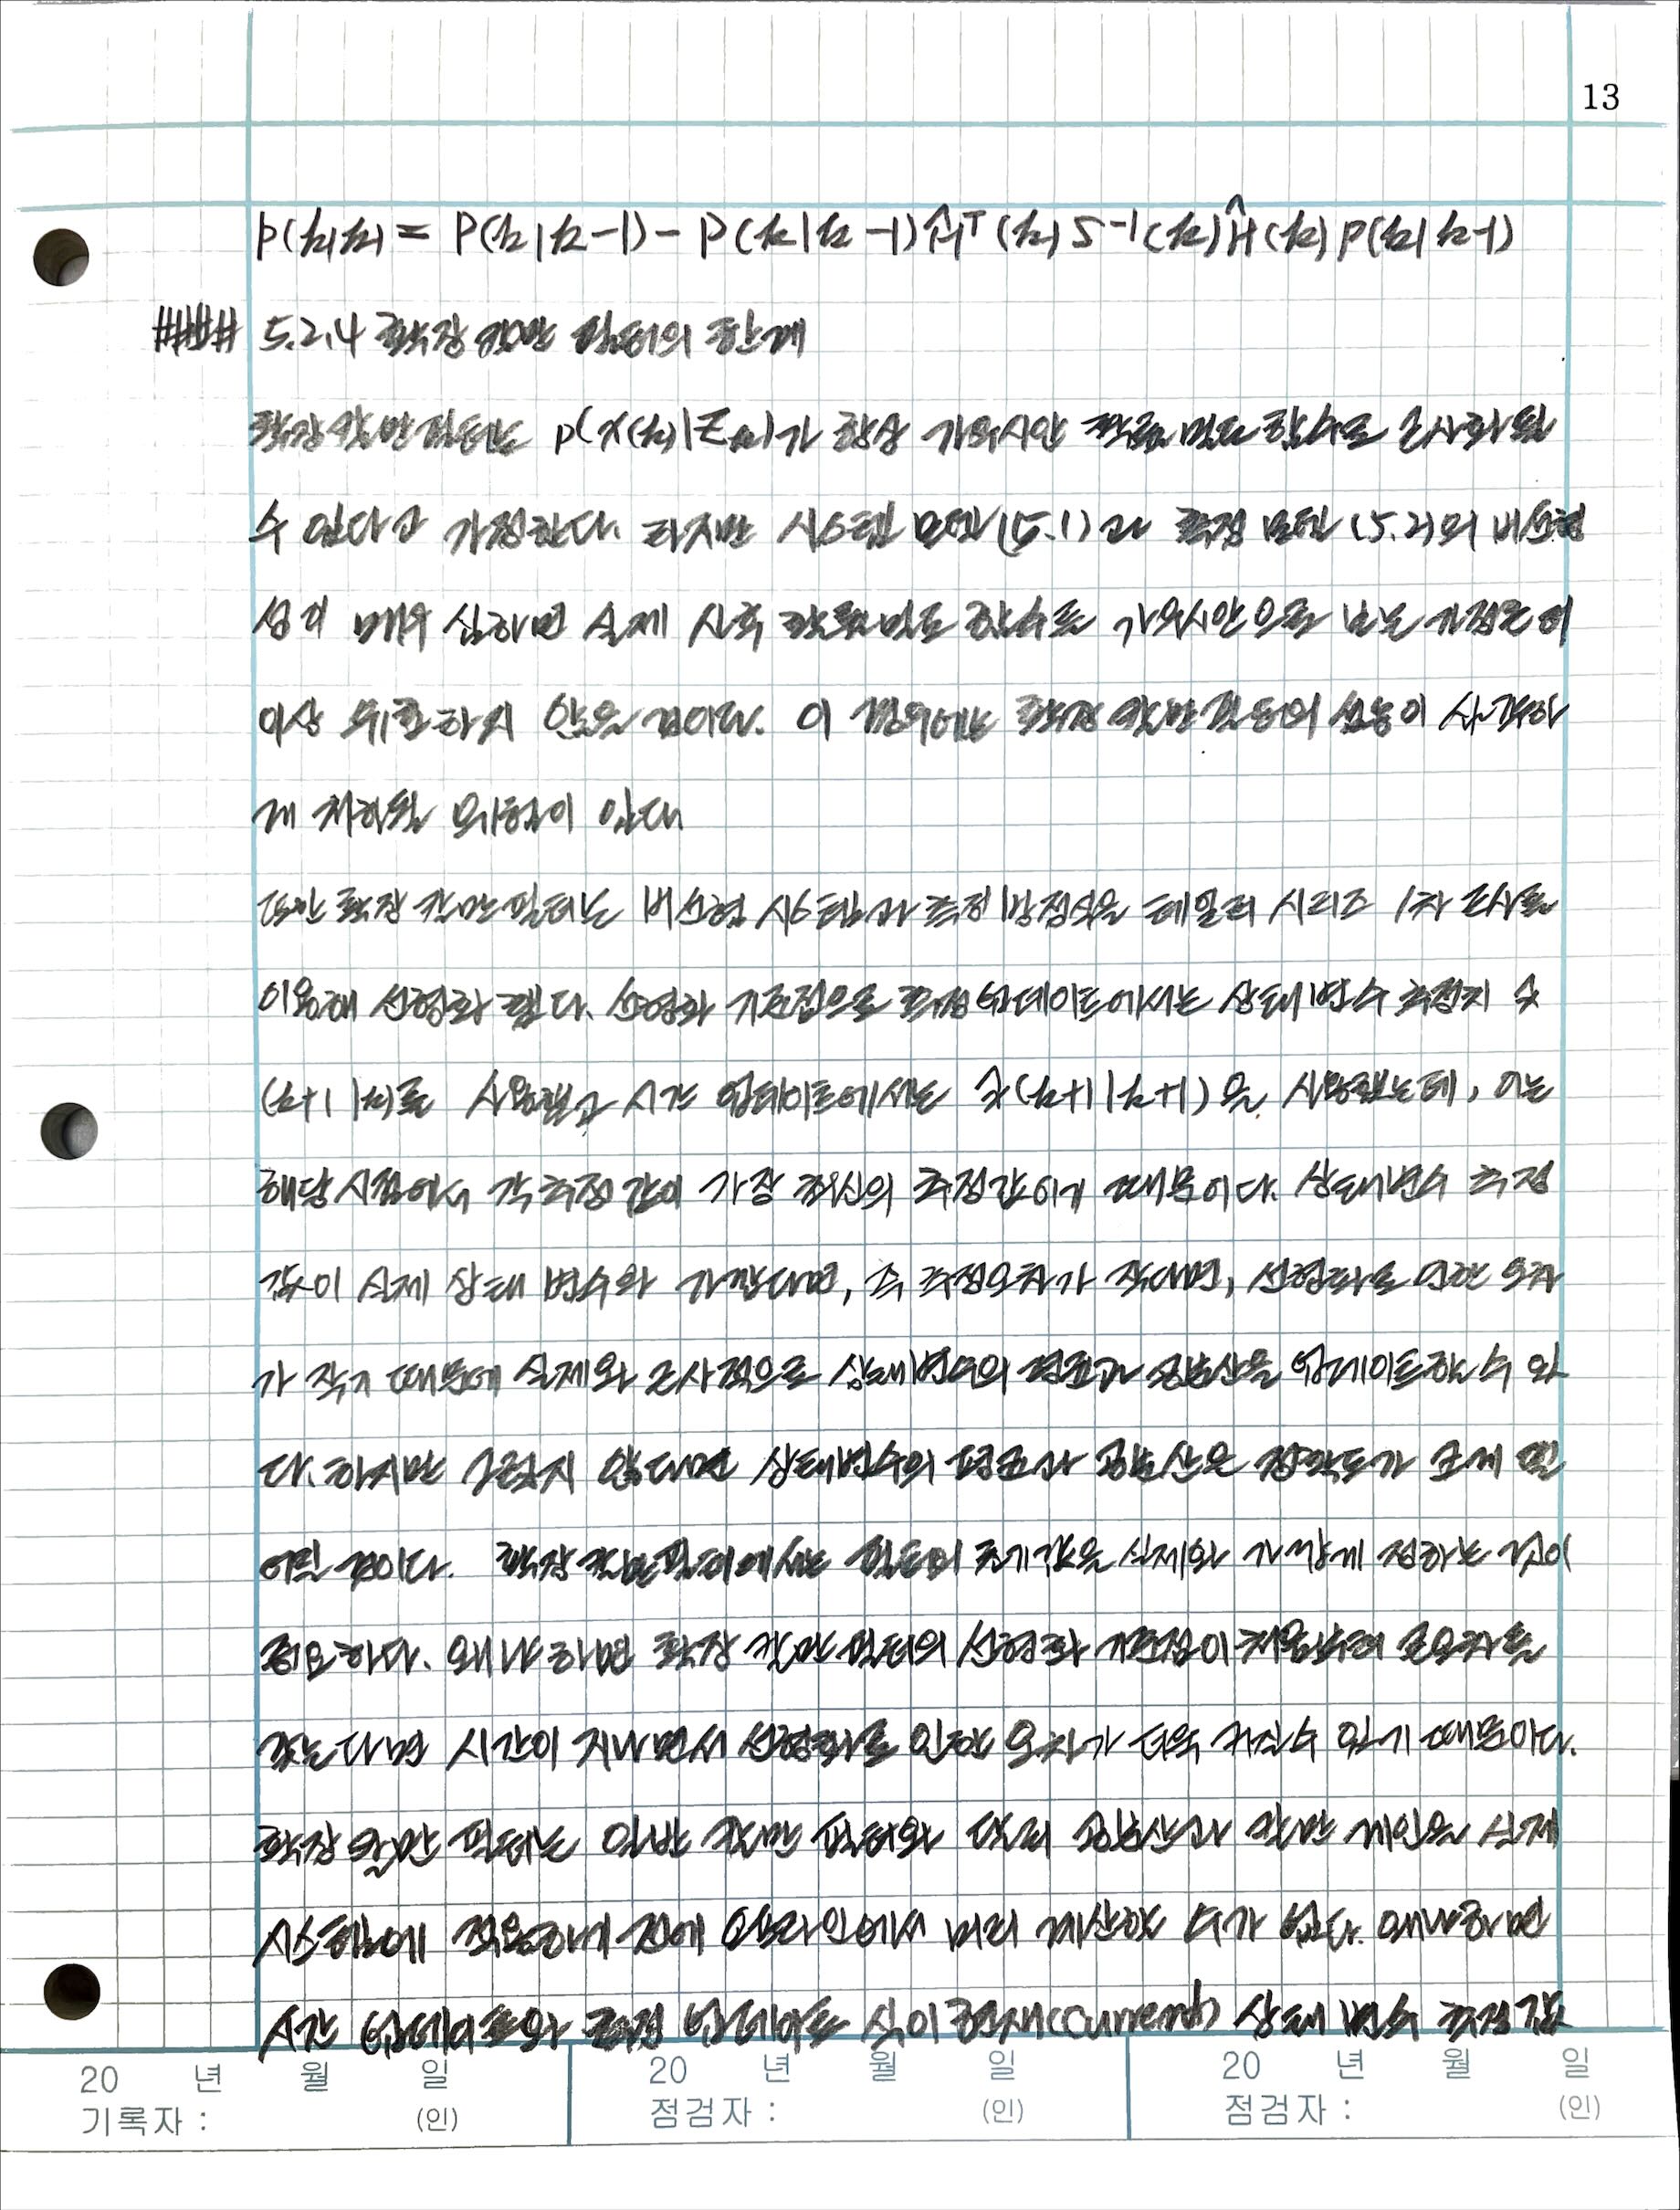 13
P(k|k) = P(k|k-1) - P(k|k-1)Ĥᵀ(k)S⁻¹(k)Ĥ(k)P(k|k-1)
#### 5.2.4 확장 칼만 필터의 한계
확장 칼만 필터는 p(x(k)|Zₖ)가 항상 가우시안 확률 밀도 함수로 근사화될
수 있다고 가정한다. 하지만 시스템 모델(5.1)과 측정 모델 (5.2)의 비선형
성이 매우 심하면 실제 사후 확률밀도 함수를 가우시안으로 보는 가정은 더
이상 유효하지 않을 것이다. 이 경우에는 확장 칼만 필터의 성능이 심각하
게 저하될 위험이 있다
또한 확장 칼만 필터는 비선형 시스템과 측정 방정식을 테일러 시리즈 1차 근사를
이용해 선형화 했다. 선형화 기준점으로 측정 업데이트에서는 상태변수 추정치 x̂
(k+1|k)를 사용했고 시간 업데이트에서는 x̂(k+1|k+1)을 사용했는데, 이는
해당 시점에서 각 추정 값이 가장 최신의 추정값이기 때문이다. 상태변수 추정
값이 실제 상태 변수와 가깝다면, 즉 추정오차가 작다면, 선형화로 인한 오차
가 작기 때문에 실제와 근사적으로 상태변수의 평균과 공분산을 업데이트할 수 있
다. 하지만 그렇지 않다면 상태변수의 평균과 공분산은 정확도가 크게 떨
어질 것이다. 확장 칼만 필터에서는 필터의 초기값을 실제와 가깝게 정하는 것이
중요하다. 왜냐하면 확장 칼만 필터의 선형화 기준점이 처음부터 큰 오차를
갖는다면 시간이 지나면서 선형화로 인한 오차가 더욱 커질 수 있기 때문이다.
확장 칼만 필터는 일반 칼만 필터와 달리 공분산과 칼만 게인을 실제
시스템에 적용하기 전에 오프라인에서 미리 계산할 수가 없다. 왜냐하면
시간 업데이트와 측정 업데이트 식이 현재(current) 상태 변수 추정값
20 년 월 일 20 년 월 일 20 년 월 일
기록자 : (인) 점검자 : (인) 점검자 : (인)